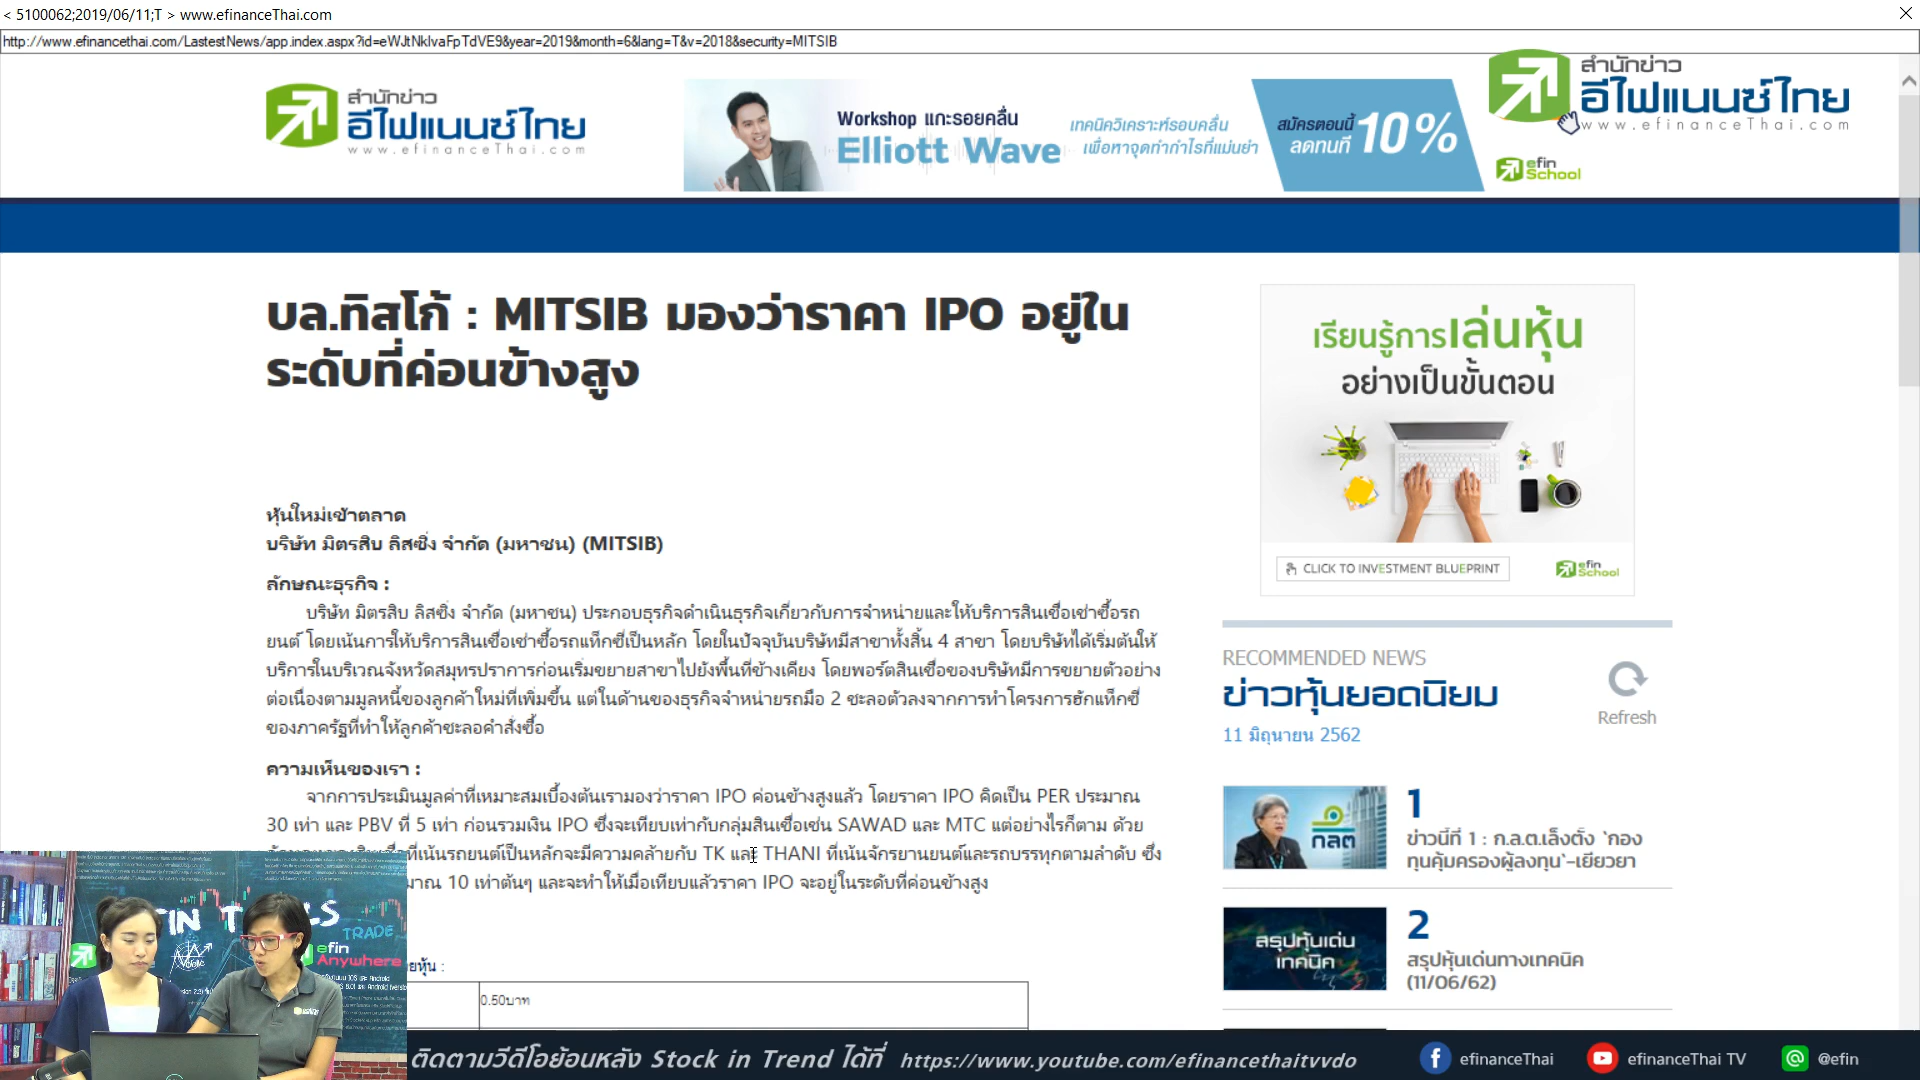 < 5100062;2019/06/11;T > www.efinanceThai.com
http://www.efinancethai.com/LastestNews/app.index.aspx?id=eWJtNklvaFpTdVE9&year=2019&month=6&lang=T&v=2018&security=MITSIB
สำนักข่าว
อีไฟแนนซ์ไทย
www.efinanceThai.com
Workshop แกะรอยคลื่น
Elliott Wave
เทคนิควิเคราะห์รอบคลื่น
เพื่อหาจุดทำกำไรที่แม่นยำ
สมัครตอนนี้
ลดทันที 10%
efin
School
สำนักข่าว
อีไฟแนนซ์ไทย
www.efinanceThai.com
บล.ทิสโก้ : MITSIB มองว่าราคา IPO อยู่ใน
ระดับที่ค่อนข้างสูง
หุ้นใหม่เข้าตลาด
บริษัท มิตรสิบ ลิสซิ่ง จำกัด (มหาชน) (MITSIB)
ลักษณะธุรกิจ :
บริษัท มิตรสิบ ลิสซิ่ง จำกัด (มหาชน) ประกอบธุรกิจดำเนินธุรกิจเกี่ยวกับการจำหน่ายและให้บริการสินเชื่อเช่าซื้อรถ
ยนต์ โดยเน้นการให้บริการสินเชื่อเช่าซื้อรถแท็กซี่เป็นหลัก โดยในปัจจุบันบริษัทมีสาขาทั้งสิ้น 4 สาขา โดยบริษัทได้เริ่มต้นให้
บริการในบริเวณจังหวัดสมุทรปราการก่อนเริ่มขยายสาขาไปยังพื้นที่ข้างเคียง โดยพอร์ตสินเชื่อของบริษัทมีการขยายตัวอย่าง
ต่อเนื่องตามมูลหนี้ของลูกค้าใหม่ที่เพิ่มขึ้น แต่ในด้านของธุรกิจจำหน่ายรถมือ 2 ชะลอตัวลงจากการทำโครงการฮักแท็กซี่
ของภาครัฐที่ทำให้ลูกค้าชะลอคำสั่งซื้อ
ความเห็นของเรา :
จากการประเมินมูลค่าที่เหมาะสมเบื้องต้นเรามองว่าราคา IPO ค่อนข้างสูงแล้ว โดยราคา IPO คิดเป็น PER ประมาณ
30 เท่า และ PBV ที่ 5 เท่า ก่อนรวมเงิน IPO ซึ่งจะเทียบเท่ากับกลุ่มสินเชื่อเช่น SAWAD และ MTC แต่อย่างไรก็ตาม ด้วย
ที่เน้นรถยนต์เป็นหลักจะมีความคล้ายกับ TK และ THANI ที่เน้นจักรยานยนต์และรถบรรทุกตามลำดับ ซึ่ง
มาณ 10 เท่าต้นๆ และจะทำให้เมื่อเทียบแล้วราคา IPO จะอยู่ในระดับที่ค่อนข้างสูง
ยหุ้น :
0.50บาท
เรียนรู้การเล่นหุ้น
อย่างเป็นขั้นตอน
CLICK TO INVESTMENT BLUEPRINT
efin
School
RECOMMENDED NEWS
ข่าวหุ้นยอดนิยม
11 มิถุนายน 2562
Refresh
กลต
1
ข่าวนีที่ 1 : ก.ล.ต.เล็งตั้ง `กอง
ทุนคุ้มครองผู้ลงทุน`-เยียวยา
สรุปหุ้นเด่น
เทคนิค
2
สรุปหุ้นเด่นทางเทคนิค
(11/06/62)
TRADE
efin
Anywhere
ติดตามวีดีโอย้อนหลัง Stock in Trend ได้ที่ https://www.youtube.com/efinancethaitvvdo
efinanceThai
efinanceThai TV
@efin